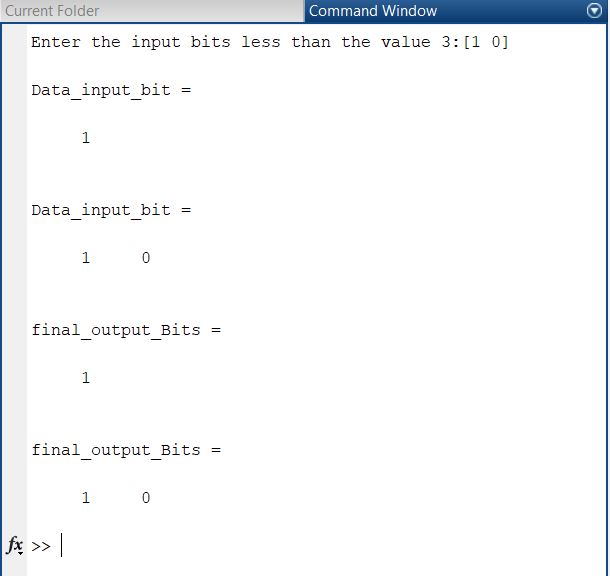 Current Folder
Command Window
Enter the input bits less than the value 3:[1 0]
Data_input_bit =
1
Data_input_bit =
1 0
final_output_Bits =
1
final_output_Bits =
1 0
fx >>